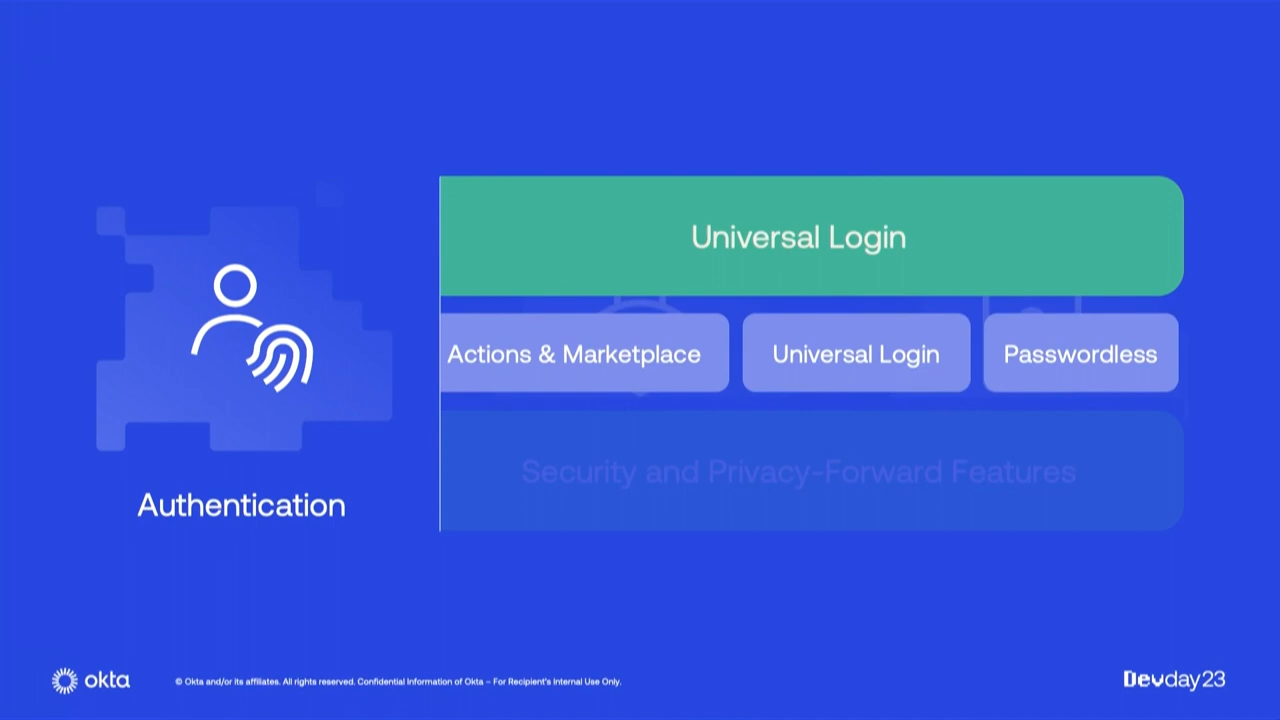 Universal Login
Actions & Marketplace
Universal Login
Passwordless
Security and Privacy-Forward Features
Authentication
okta
© Okta and/or its affiliates. All rights reserved. Confidential Information of Okta – For Recipient's Internal Use Only.
Devday23